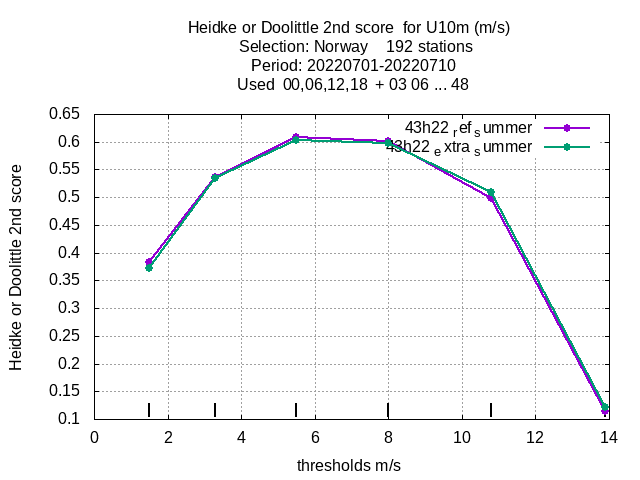 Heidke or Doolittle 2nd score for U10m (m/s)
Selection: Norway 192 stations
Period: 20220701-20220710
Used 00,06,12,18 + 03 06 ... 48
43h22 ref summer
43h22 extra summer
Heidke or Doolittle 2nd score
0.65
0.6
0.55
0.5
0.45
0.4
0.35
0.3
0.25
0.2
0.15
0.1
0 2 4 6 8 10 12 14
thresholds m/s